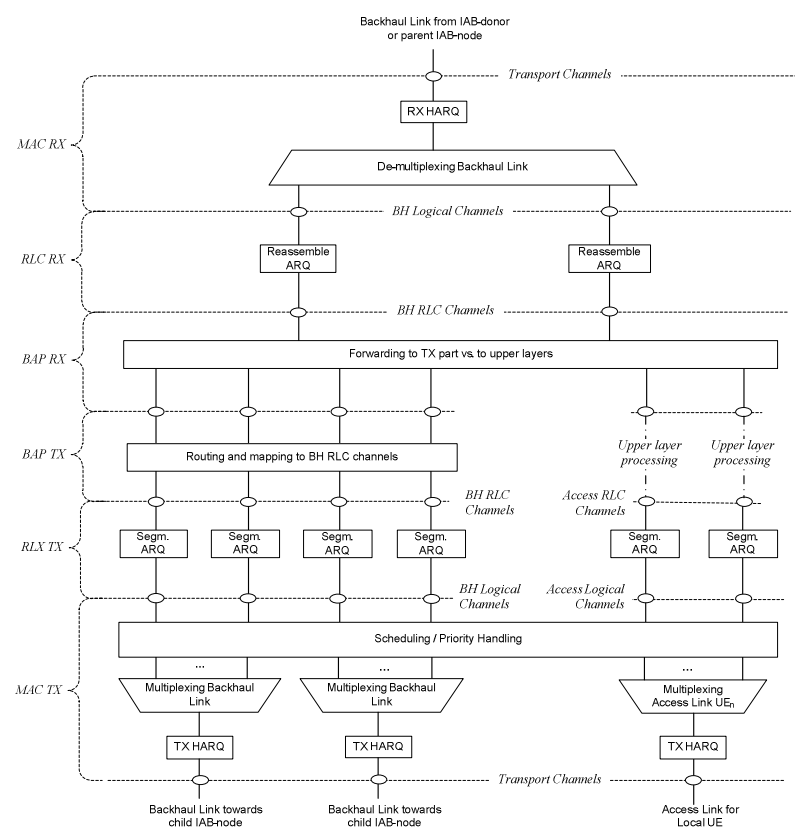 Backhaul Link from IAB-donor
or parent IAB-node
Transport Channels
RX HARQ
MAC RX
De-multiplexing Backhaul Link
BH Logical Channels
Reassemble
ARQ
Reassemble
ARQ
RLC RX
BH RLC Channels
Forwarding to TX part vs. to upper layers
BAP RX
BAP TX
Routing and mapping to BH RLC channels
Upper layer
processing
Upper layer
processing
BH RLC
Channels
Access RLC
Channels
RLX TX
Segm.
ARQ
Segm.
ARQ
Segm.
ARQ
Segm.
ARQ
Segm.
ARQ
Segm.
ARQ
BH Logical
Channels
Access Logical
Channels
Scheduling / Priority Handling
...
...
...
MAC TX
Multiplexing Backhaul
Link
Multiplexing Backhaul
Link
Multiplexing
Access Link UEn
TX HARQ
TX HARQ
TX HARQ
Transport Channels
Backhaul Link towards
child IAB-node
Backhaul Link towards
child IAB-node
Access Link for
Local UE